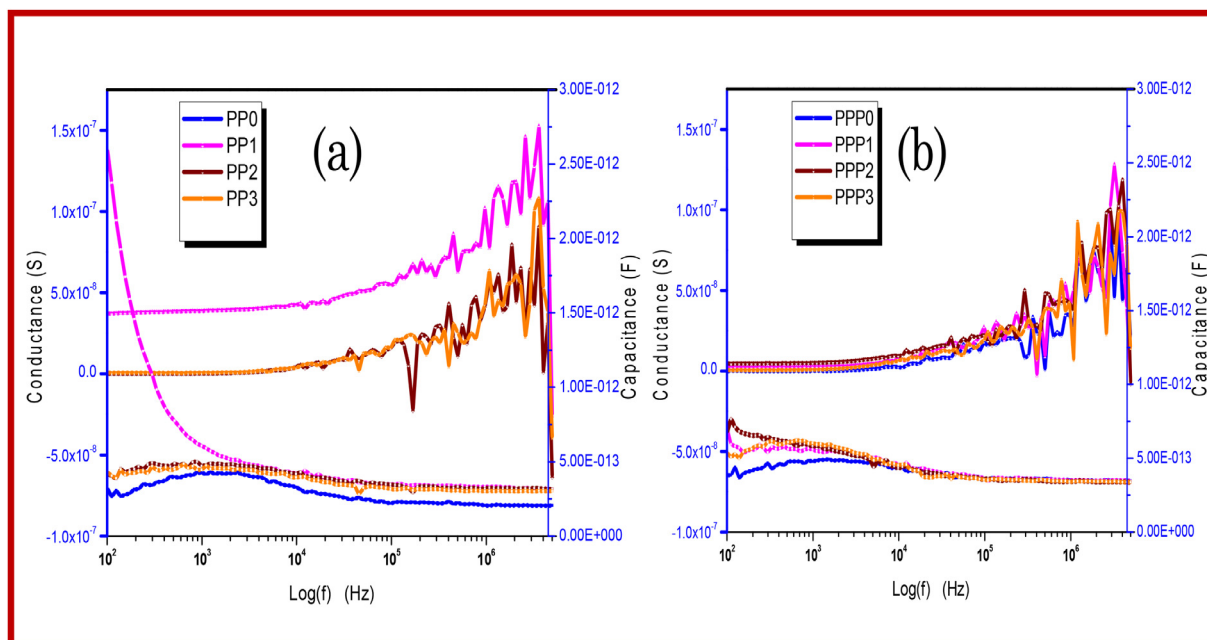 (a)
PP0
PP1
PP2
PP3
Conductance (S)
1.5x10⁻⁷
1.0x10⁻⁷
5.0x10⁻⁸
0.0
-5.0x10⁻⁸
-1.0x10⁻⁷
Capacitance (F)
3.00E-012
2.50E-012
2.00E-012
1.50E-012
1.00E-012
5.00E-013
0.00E+000
10² 10³ 10⁴ 10⁵ 10⁶
Log(f) (Hz)
(b)
PPP0
PPP1
PPP2
PPP3
Conductance (S)
1.5x10⁻⁷
1.0x10⁻⁷
5.0x10⁻⁸
0.0
-5.0x10⁻⁸
-1.0x10⁻⁷
Capacitance (F)
3.00E-012
2.50E-012
2.00E-012
1.50E-012
1.00E-012
5.00E-013
0.00E+000
10² 10³ 10⁴ 10⁵ 10⁶
Log(f) (Hz)